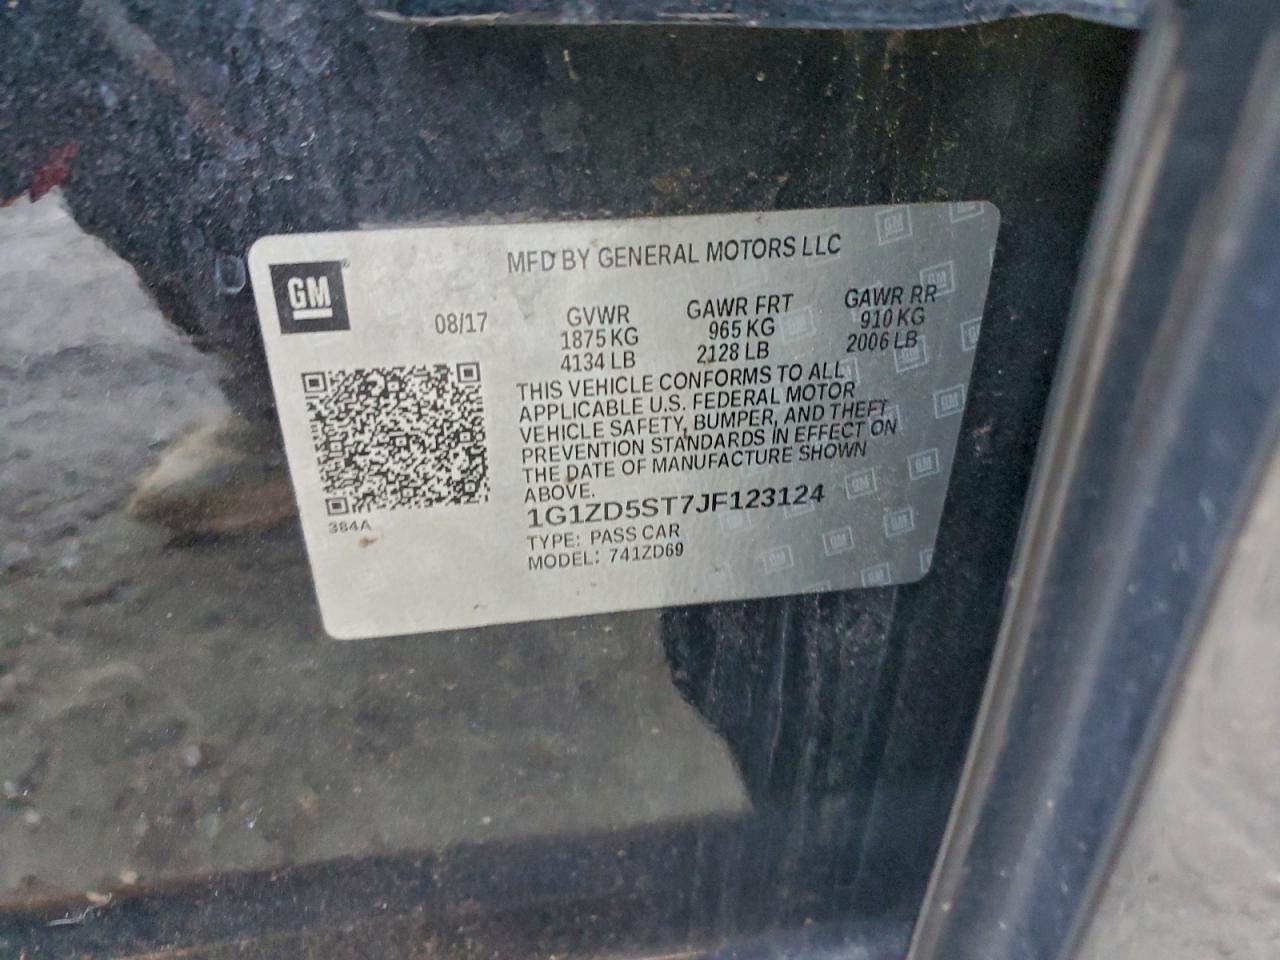 GM
MFD BY GENERAL MOTORS LLC
08/17
GVWR
1875 KG
4134 LB
GAWR FRT
965 KG
2128 LB
GAWR RR
910 KG
2006 LB
THIS VEHICLE CONFORMS TO ALL
APPLICABLE U.S. FEDERAL MOTOR
VEHICLE SAFETY, BUMPER, AND THEFT
PREVENTION STANDARDS IN EFFECT ON
THE DATE OF MANUFACTURE SHOWN
ABOVE.
1G1ZD5ST7JF123124
TYPE: PASS CAR
MODEL: 741ZD69
384A